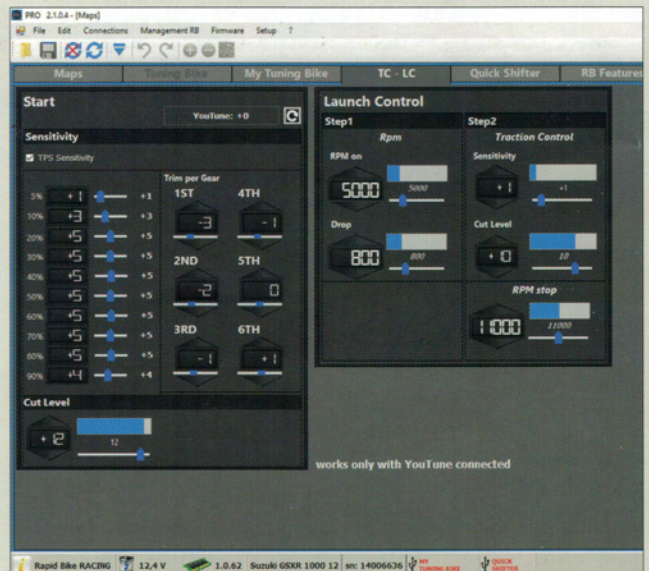 PRO 2.1.0.4 - [Maps]
File Edit Connections Management RB Firmware Setup ?
Maps Tuning Bike My Tuning Bike TC - LC Quick Shifter RB Features
Start
YouTune: +0
Sensitivity
TPS Sensitivity
5% +1 +1
10% +3 +3
20% +5 +5
30% +5 +5
40% +5 +5
50% +5 +5
60% +5 +5
70% +5 +5
80% +5 +5
90% +4 +4
Trim per Gear
1ST 4TH
-3 -1
2ND 5TH
-2 0
3RD 6TH
-1 +1
Cut Level
+12
12
Launch Control
Step1
Rpm
RPM on
5000
5000
Drop
800
800
Step2
Traction Control
Sensitivity
+1
+1
Cut Level
+10
10
RPM stop
11000
11000
works only with YouTune connected
Rapid Bike RACING 12,4 V 1.0.62 Suzuki GSXR 1000 12 sn: 14006636 MY TUNING BIKE QUICK SHIFTER